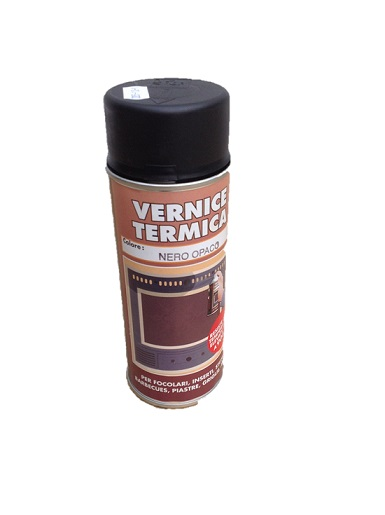 VERNICE
TERMICA
Colore :
NERO OPACO
PER FOCOLARI, INSERTI,
BARBECUES, PIASTRE,